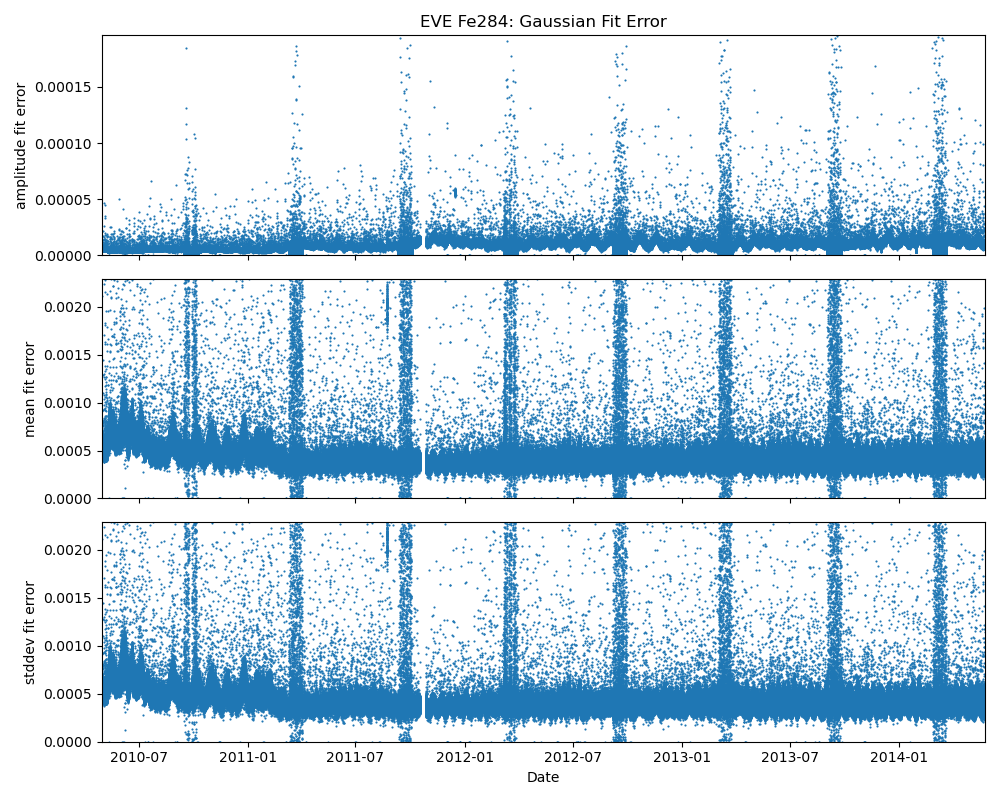 EVE Fe284: Gaussian Fit Error
amplitude fit error
0.00015
0.00010
0.00005
0.00000
mean fit error
0.0020
0.0015
0.0010
0.0005
0.0000
stddev fit error
0.0020
0.0015
0.0010
0.0005
0.0000
2010-07 2011-01 2011-07 2012-01 2012-07 2013-01 2013-07 2014-01
Date